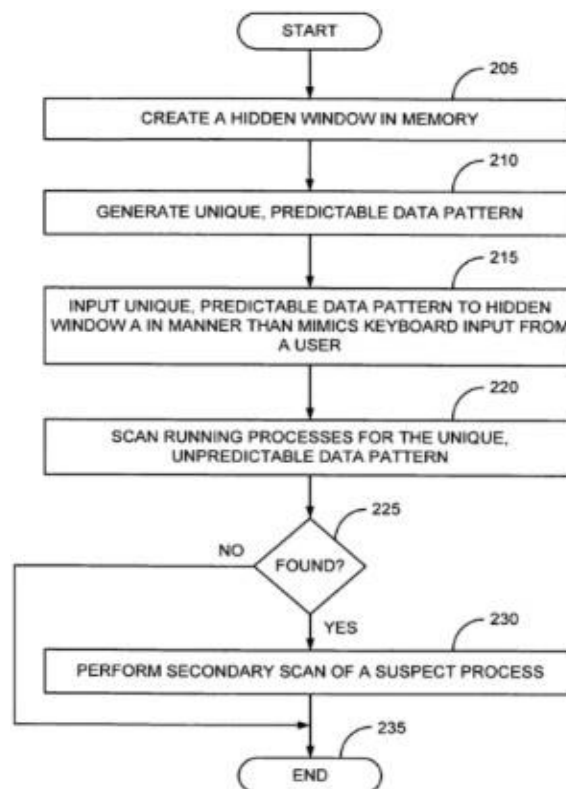 START
205
CREATE A HIDDEN WINDOW IN MEMORY
210
GENERATE UNIQUE, PREDICTABLE DATA PATTERN
215
INPUT UNIQUE, PREDICTABLE DATA PATTERN TO HIDDEN
WINDOW A IN MANNER THAN MIMICS KEYBOARD INPUT FROM
A USER
220
SCAN RUNNING PROCESSES FOR THE UNIQUE,
UNPREDICTABLE DATA PATTERN
225
NO
FOUND?
YES
230
PERFORM SECONDARY SCAN OF A SUSPECT PROCESS
235
END